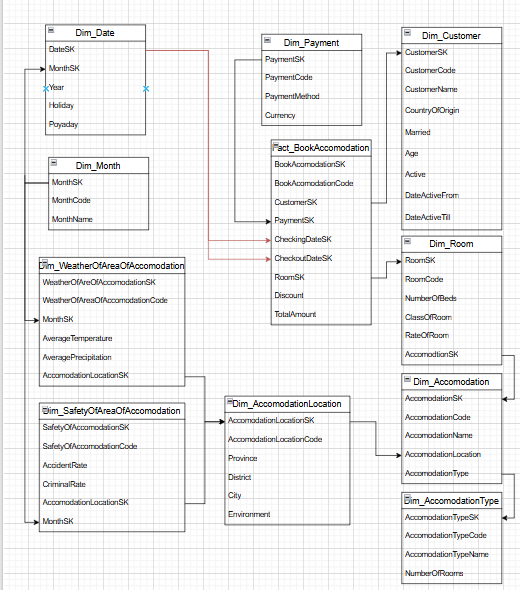 Dim_Date
DateSK
MonthSK
Year
Holiday
Poyaday
Dim_Month
MonthSK
MonthCode
MonthName
Dim_WeatherOfAreaOfAccomodation
WeatherOfAreOfAccomodationSK
WeatherOfAreaOfAccomodationCode
MonthSK
AverageTemperature
AveragePrecipitation
AccomodationLocationSK
Dim_SafetyOfAreaOfAccomodation
SafetyOfAccomodationSK
SafetyOfAccomodationCode
AccidentRate
CriminalRate
AccomodationLocationSK
MonthSK
Dim_Payment
PaymentSK
PaymentCode
PaymentMethod
Currency
Fact_BookAccomodation
BookAccomodationSK
BookAccomodationCode
CustomerSK
PaymentSK
CheckingDateSK
CheckoutDateSK
RoomSK
Discount
TotalAmount
Dim_AccomodationLocation
AccomodationLocationSK
AccomodationLocationCode
Province
District
City
Environment
Dim_Customer
CustomerSK
CustomerCode
CustomerName
CountryOfOrigin
Married
Age
Active
DateActiveFrom
DateActiveTill
Dim_Room
RoomSK
RoomCode
NumberOfBeds
ClassOfRoom
RateOfRoom
AccomodtionSK
Dim_Accomodation
AccomodationSK
AccomodationCode
AccomodationName
AccomodationLocation
AccomodationType
Dim_AccomodationType
AccomodationTypeSK
AccomodationTypeCode
AccomodationTypeName
NumberOfRooms